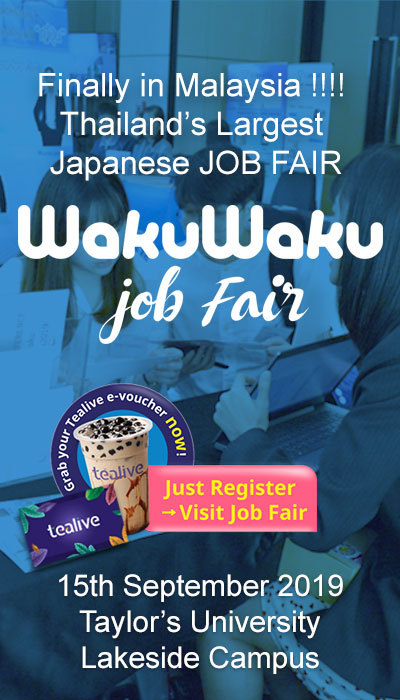 Finally in Malaysia !!!!
Thailand's Largest
Japanese JOB FAIR
WakuWaku
job Fair
Grab your Tealive e-voucher now!
tealive
tealive
Just Register
→Visit Job Fair
15th September 2019
Taylor's University
Lakeside Campus